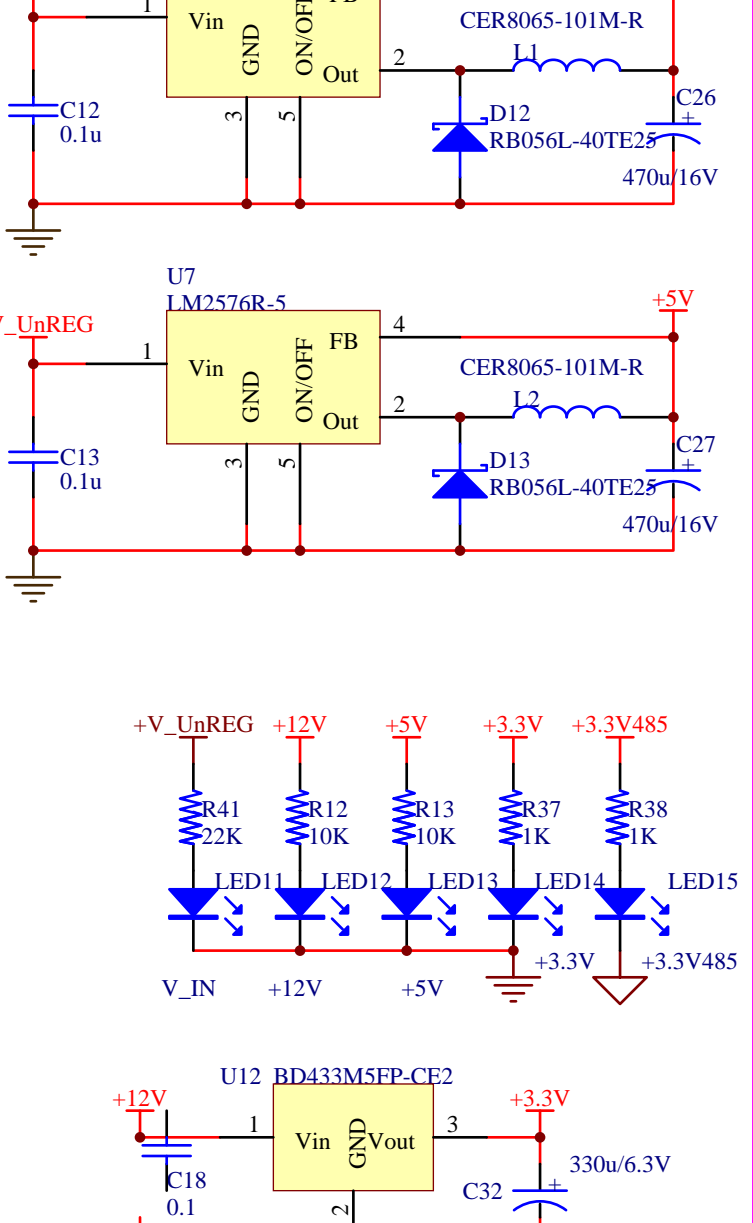 1
Vin
GND
ON/OFF
FB
CER8065-101M-R
L1
2
Out
C12
0.1u
3
5
D12
RB056L-40TE25
C26
+
470u/16V
U7
LM2576R-5
V_UnREG
+5V
1
Vin
GND
ON/OFF
FB
4
CER8065-101M-R
L2
2
Out
C13
0.1u
3
5
D13
RB056L-40TE25
C27
+
470u/16V
+V_UnREG +12V +5V +3.3V +3.3V485
R41 R12 R13 R37 R38
22K 10K 10K 1K 1K
LED11 LED12 LED13 LED14 LED15
+3.3V +3.3V485
V_IN +12V +5V
U12 BD433M5FP-CE2
+12V
+3.3V
1
Vin
GND
Vout
3
C18
0.1
2
C32
+
330u/6.3V